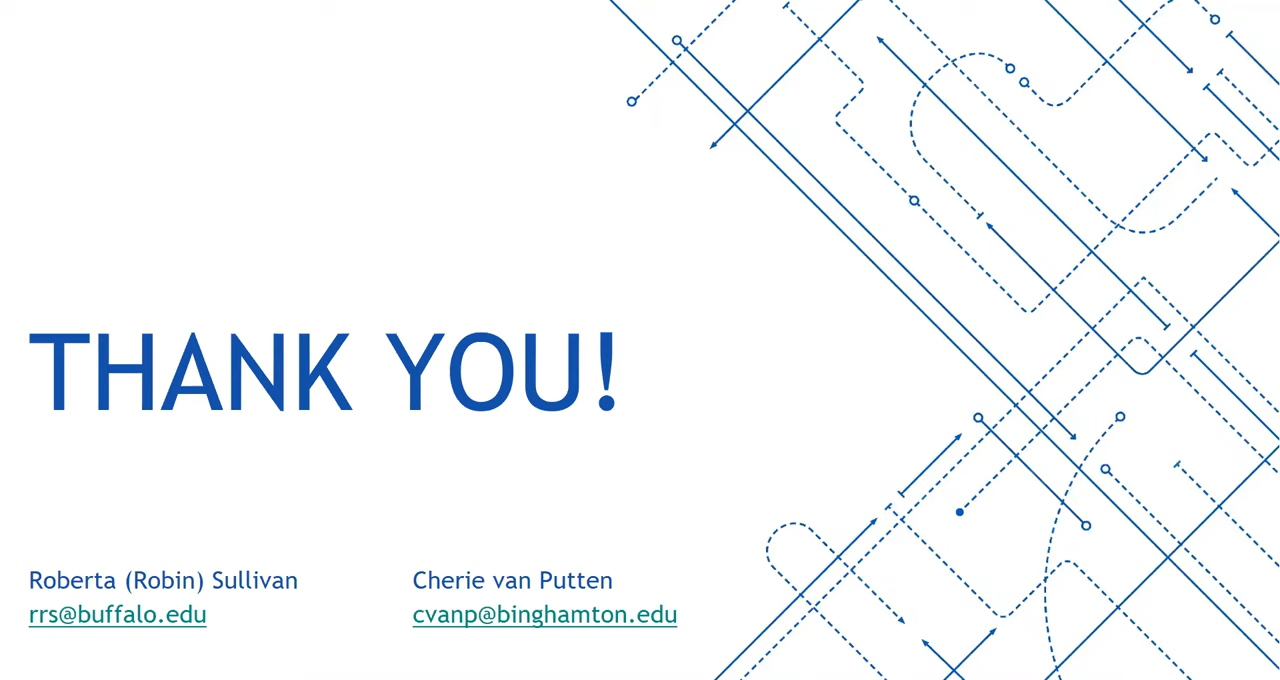 THANK YOU!
Roberta (Robin) Sullivan
rrs@buffalo.edu
Cherie van Putten
cvanp@binghamton.edu